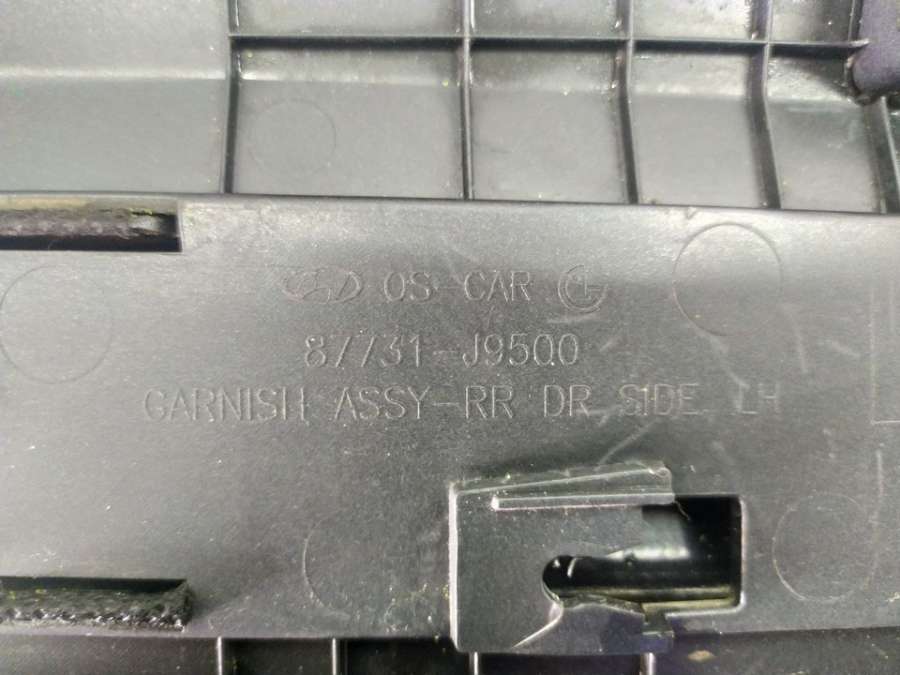 OS CAR
87731-J9500
GARNISH ASSY-RR DR SIDE LH